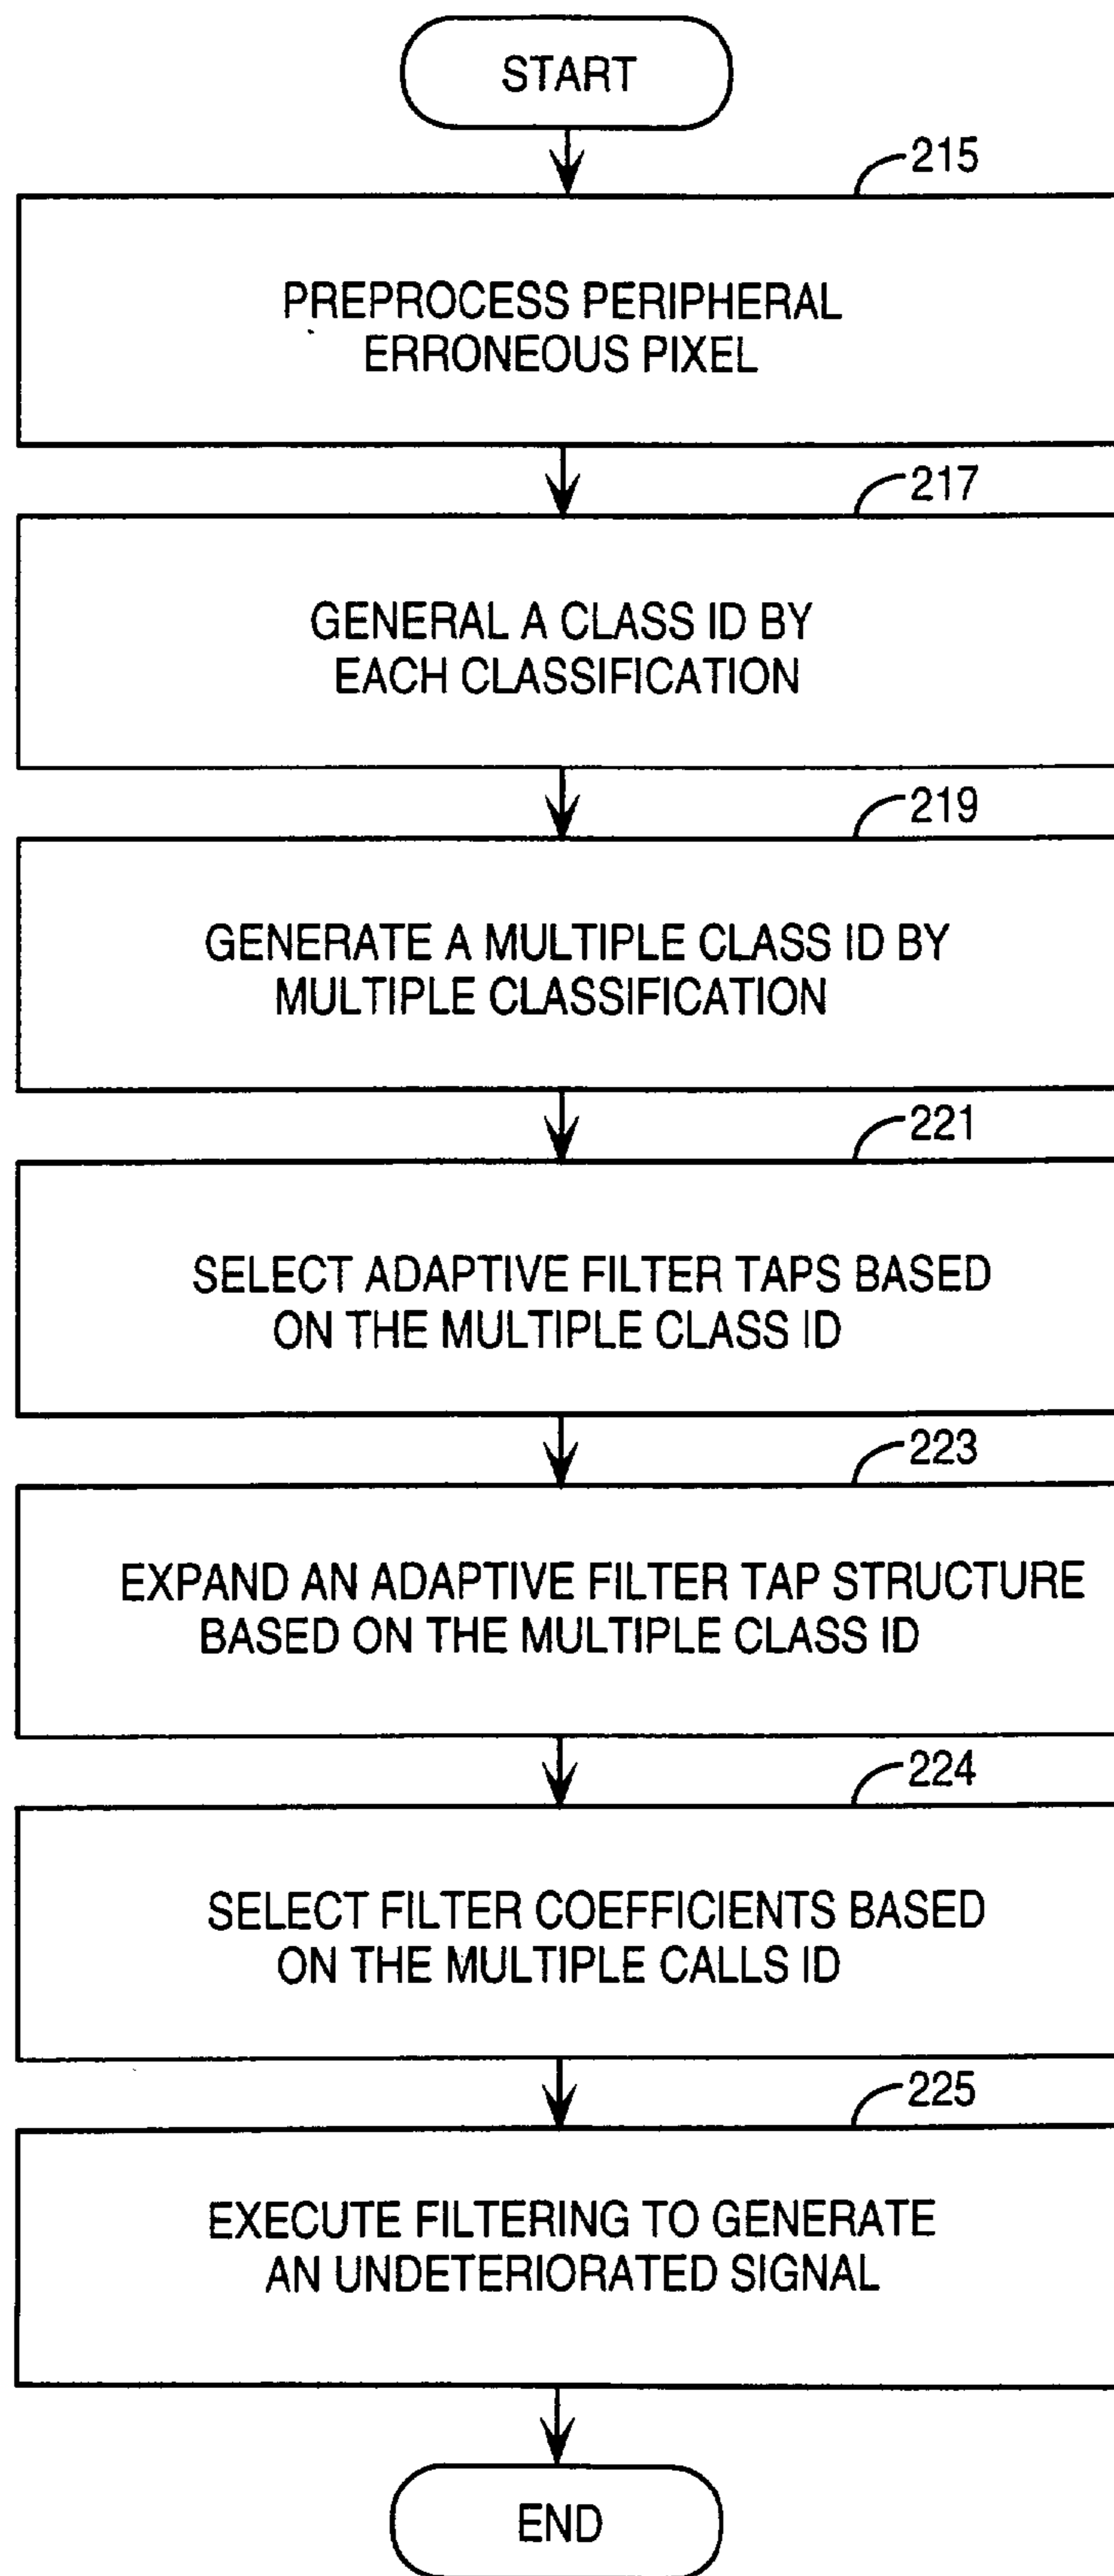 START
215
PREPROCESS PERIPHERAL
ERRONEOUS PIXEL
217
GENERAL A CLASS ID BY
EACH CLASSIFICATION
219
GENERATE A MULTIPLE CLASS ID BY
MULTIPLE CLASSIFICATION
221
SELECT ADAPTIVE FILTER TAPS BASED
ON THE MULTIPLE CLASS ID
223
EXPAND AN ADAPTIVE FILTER TAP STRUCTURE
BASED ON THE MULTIPLE CLASS ID
224
SELECT FILTER COEFFICIENTS BASED
ON THE MULTIPLE CALLS ID
225
EXECUTE FILTERING TO GENERATE
AN UNDETERIORATED SIGNAL
END